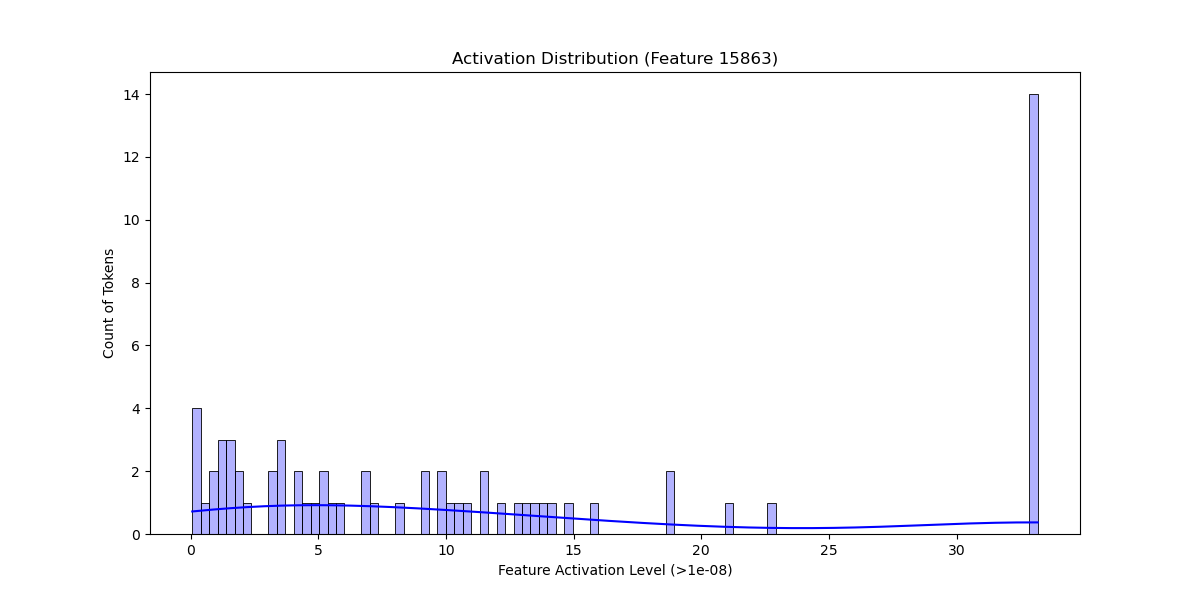 Activation Distribution (Feature 15863)
14
12
10
8
6
4
2
0
Count of Tokens
0 5 10 15 20 25 30
Feature Activation Level (>1e-08)